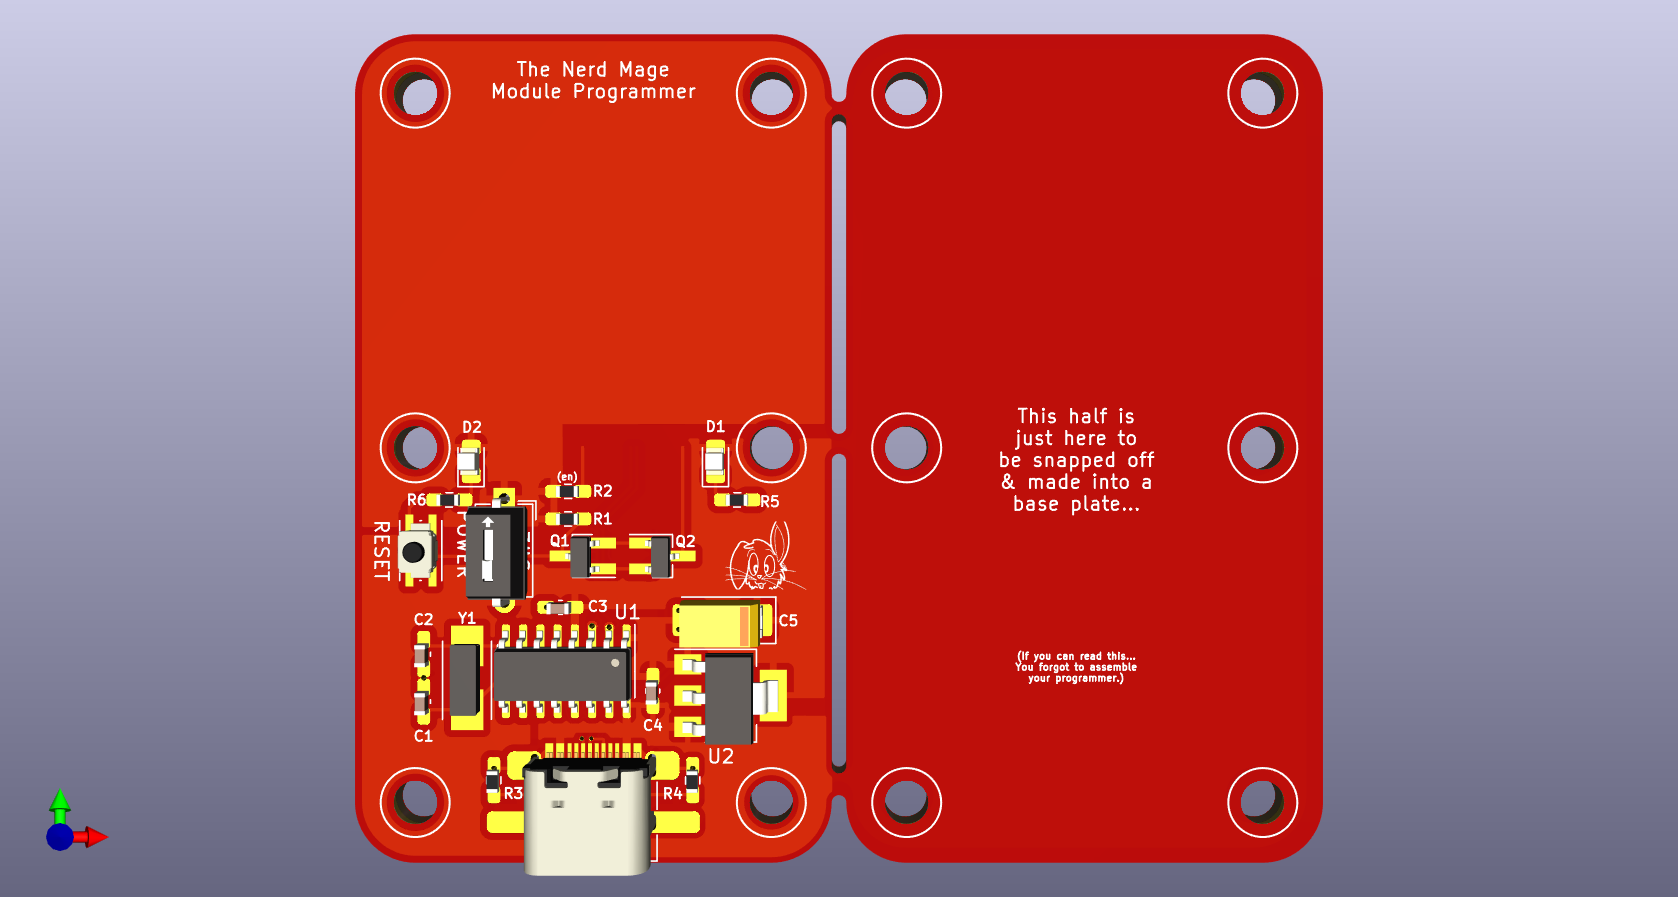 The Nerd Mage
Module Programmer
D2
D1
(en)
R2
R6
R5
R1
RESET
POWER
Q1
Q2
C3
U1
C2
Y1
C5
C1
C4
U2
R3
R4
This half is
just here to
be snapped off
& made into a
base plate...
(If you can read this...
You forgot to assemble
your programmer.)